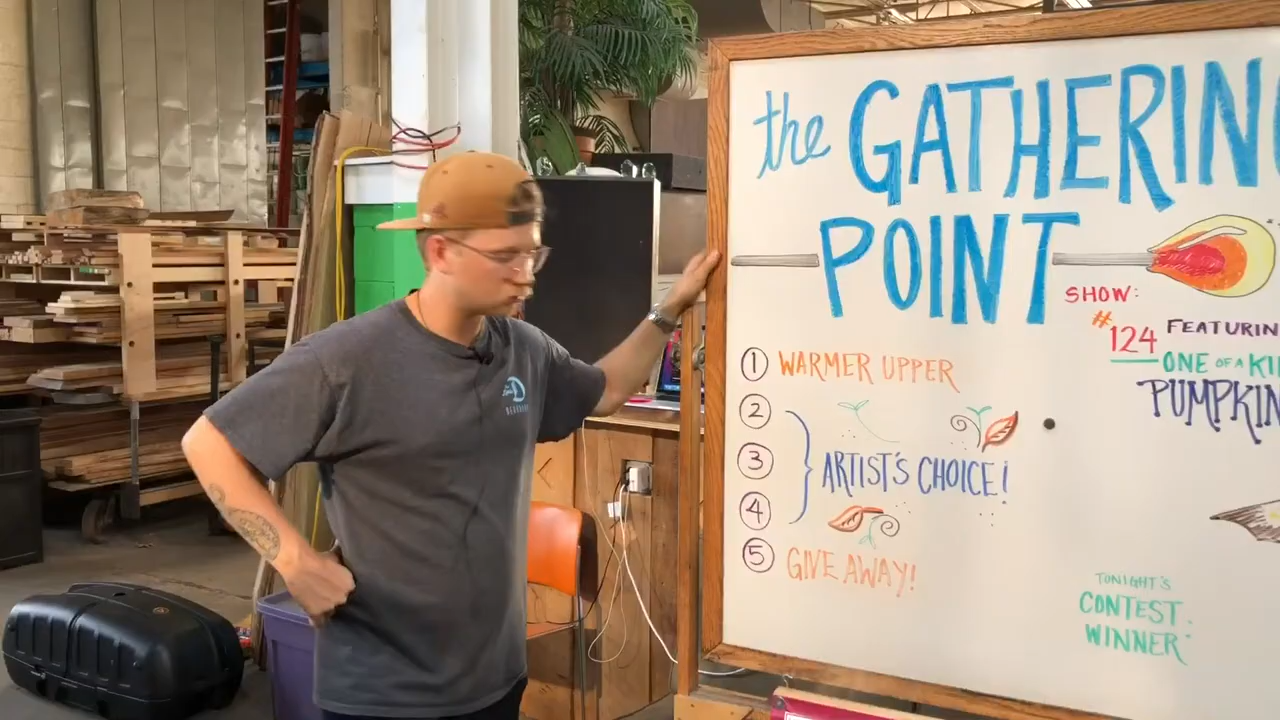 the GATHERIN
POINT
SHOW:
#124 FEATURIN
ONE OF A KI
PUMPKIN
1 WARMER UPPER
2
3 ARTIST'S CHOICE!
4
5 GIVE AWAY!
TONIGHT'S
CONTEST
WINNER: